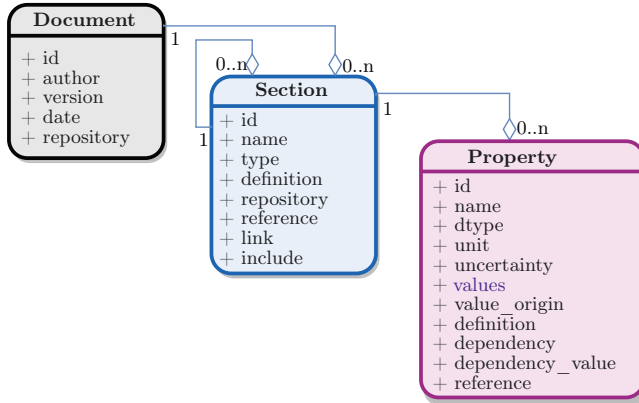 Document
+ id
+ author
+ version
+ date
+ repository
1
0..n
0..n
1
Section
+ id
+ name
+ type
+ definition
+ repository
+ reference
+ link
+ include
1
0..n
Property
+ id
+ name
+ dtype
+ unit
+ uncertainty
+ values
+ value_origin
+ definition
+ dependency
+ dependency_value
+ reference